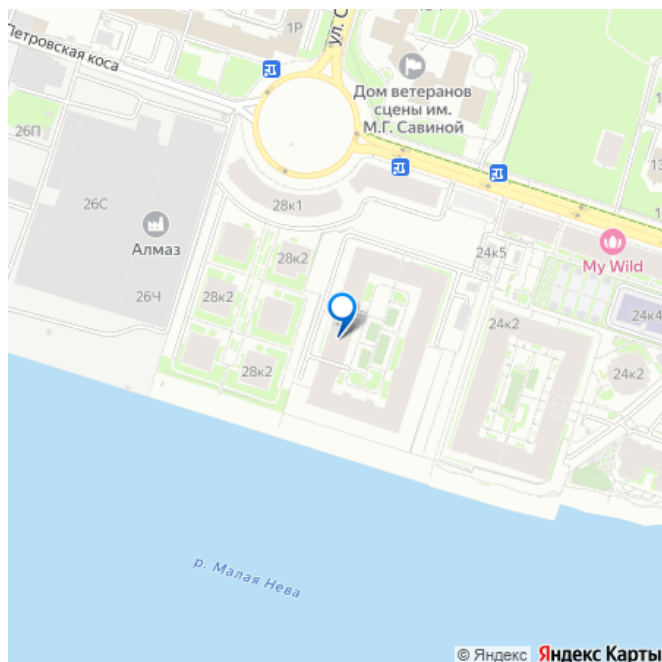 1Р
ул. С
Петровская коса
Дом ветеранов
сцены им.
М.Г. Савиной
26П
13
26С
28к1
Алмаз
24к5
My Wild
28к2
26Ч
28к2
24к4
24к2
28к2
24к2
р. Малая Нева
© Яндекс Яндекс Карты